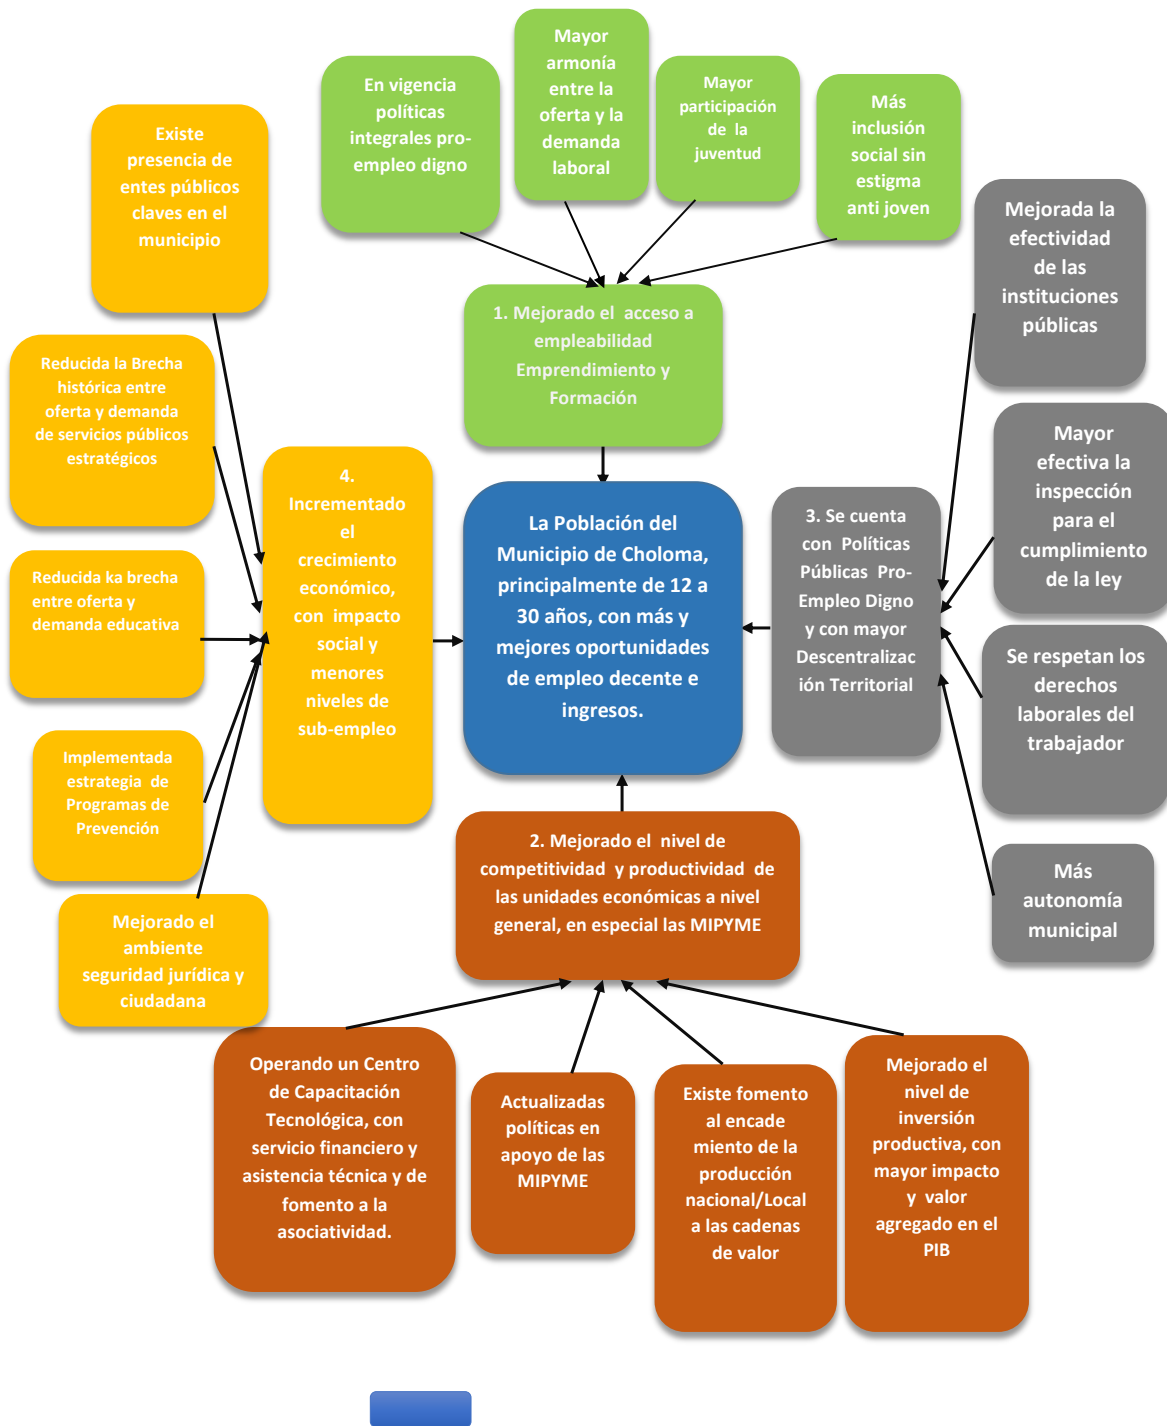 En vigencia
políticas
integrales pro-
empleo digno
Mayor
armonía
entre la
oferta y la
demanda
laboral
Mayor
participación
de la
juventud
Más
inclusión
social sin
estigma
anti joven
Existe
presencia de
entes públicos
claves en el
municipio
Reducida la Brecha
histórica entre
oferta y demanda
de servicios públicos
estratégicos
Reducida ka brecha
entre oferta y
demanda educativa
Implementada
estrategia de
Programas de
Prevención
Mejorado el
ambiente
seguridad jurídica y
ciudadana
1. Mejorado el acceso a
empleabilidad
Emprendimiento y
Formación
4.
Incrementado
el
crecimiento
económico,
con impacto
social y
menores
niveles de
sub-empleo
La Población del
Municipio de Choloma,
principalmente de 12 a
30 años, con más y
mejores oportunidades
de empleo decente e
ingresos.
3. Se cuenta
con Políticas
Públicas Pro-
Empleo Digno
y con mayor
Descentralizac
ión Territorial
Mejorada la
efectividad
de las
instituciones
públicas
Mayor
efectiva la
inspección
para el
cumplimiento
de la ley
Se respetan los
derechos
laborales del
trabajador
Más
autonomía
municipal
2. Mejorado el nivel de
competitividad y productividad de
las unidades económicas a nivel
general, en especial las MIPYME
Operando un Centro
de Capacitación
Tecnológica, con
servicio financiero y
asistencia técnica y de
fomento a la
asociatividad.
Actualizadas
políticas en
apoyo de las
MIPYME
Existe fomento
al encade
miento de la
producción
nacional/Local
a las cadenas
de valor
Mejorado el
nivel de
inversión
productiva, con
mayor impacto
y valor
agregado en el
PIB